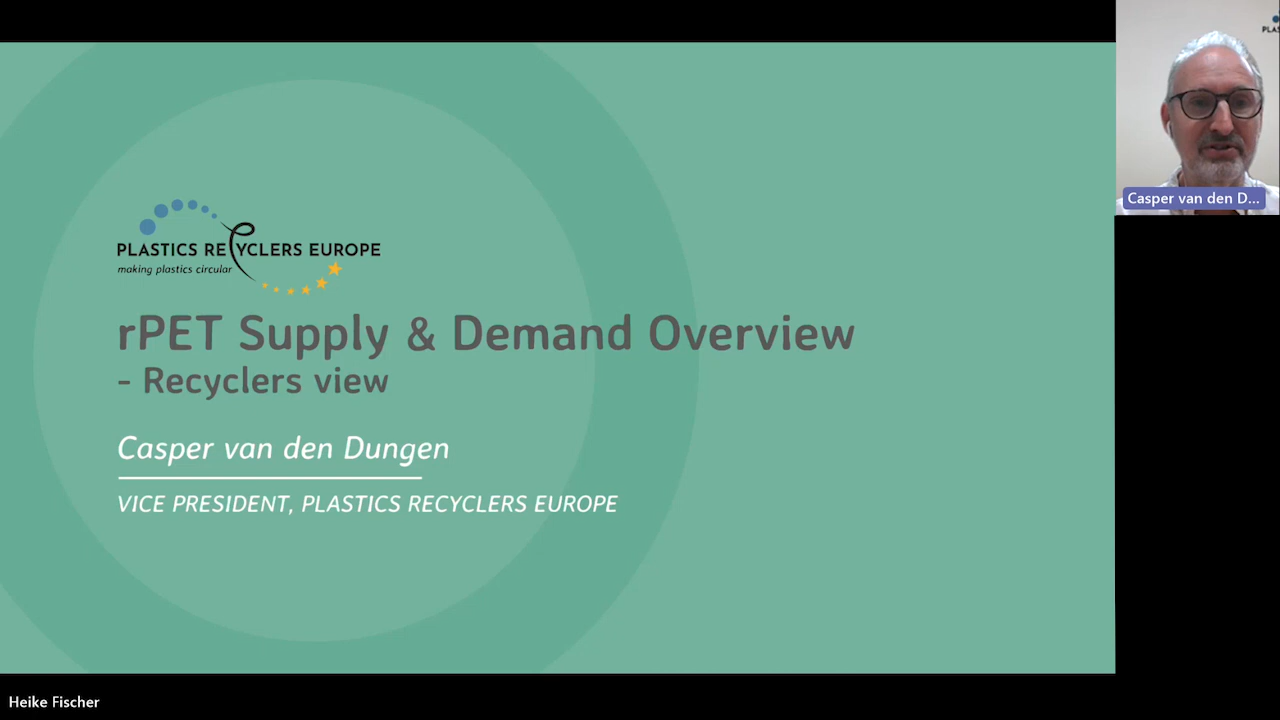 PLASTICS RECYCLERS EUROPE
making plastics circular
rPET Supply & Demand Overview
- Recyclers view
Casper van den Dungen
VICE PRESIDENT, PLASTICS RECYCLERS EUROPE
Casper van den D...
Heike Fischer